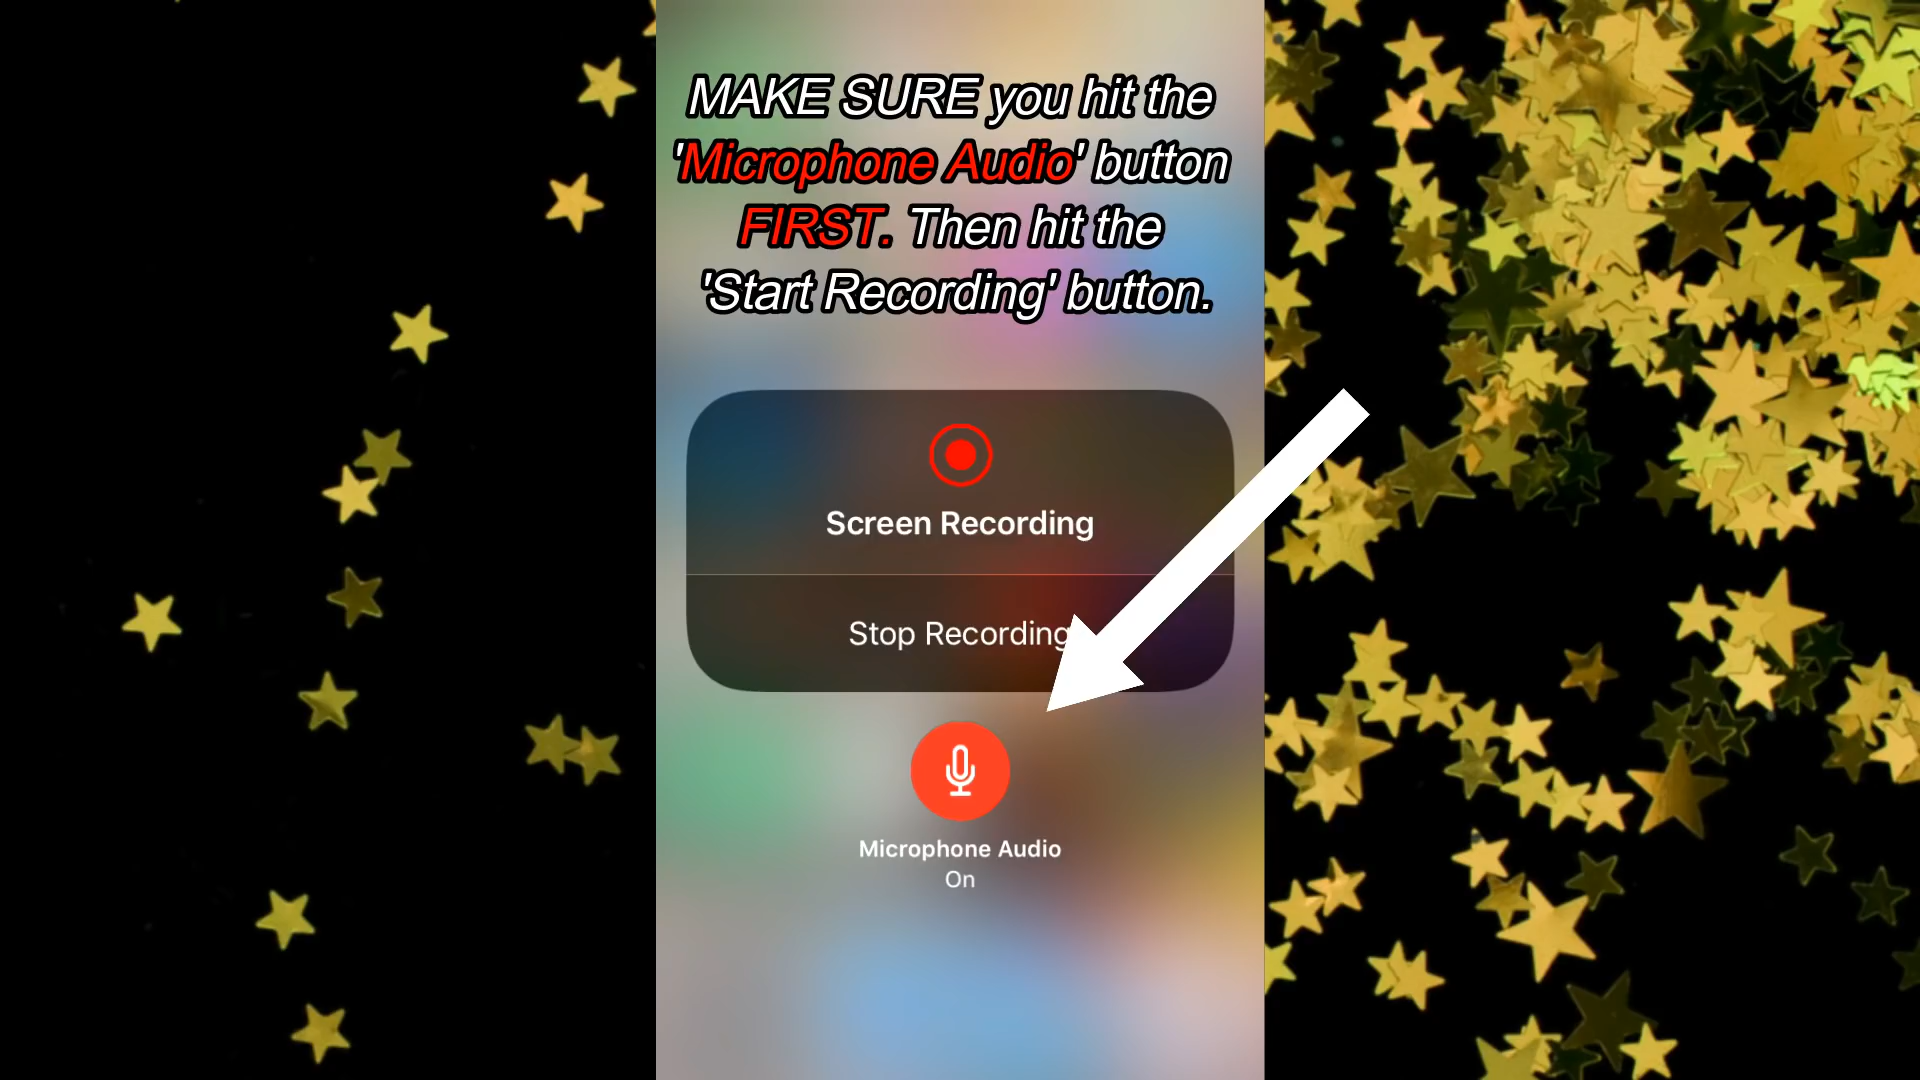 MAKE SURE you hit the
'Microphone Audio' button
FIRST. Then hit the
'Start Recording' button.
Screen Recording
Stop Recording
Microphone Audio
On